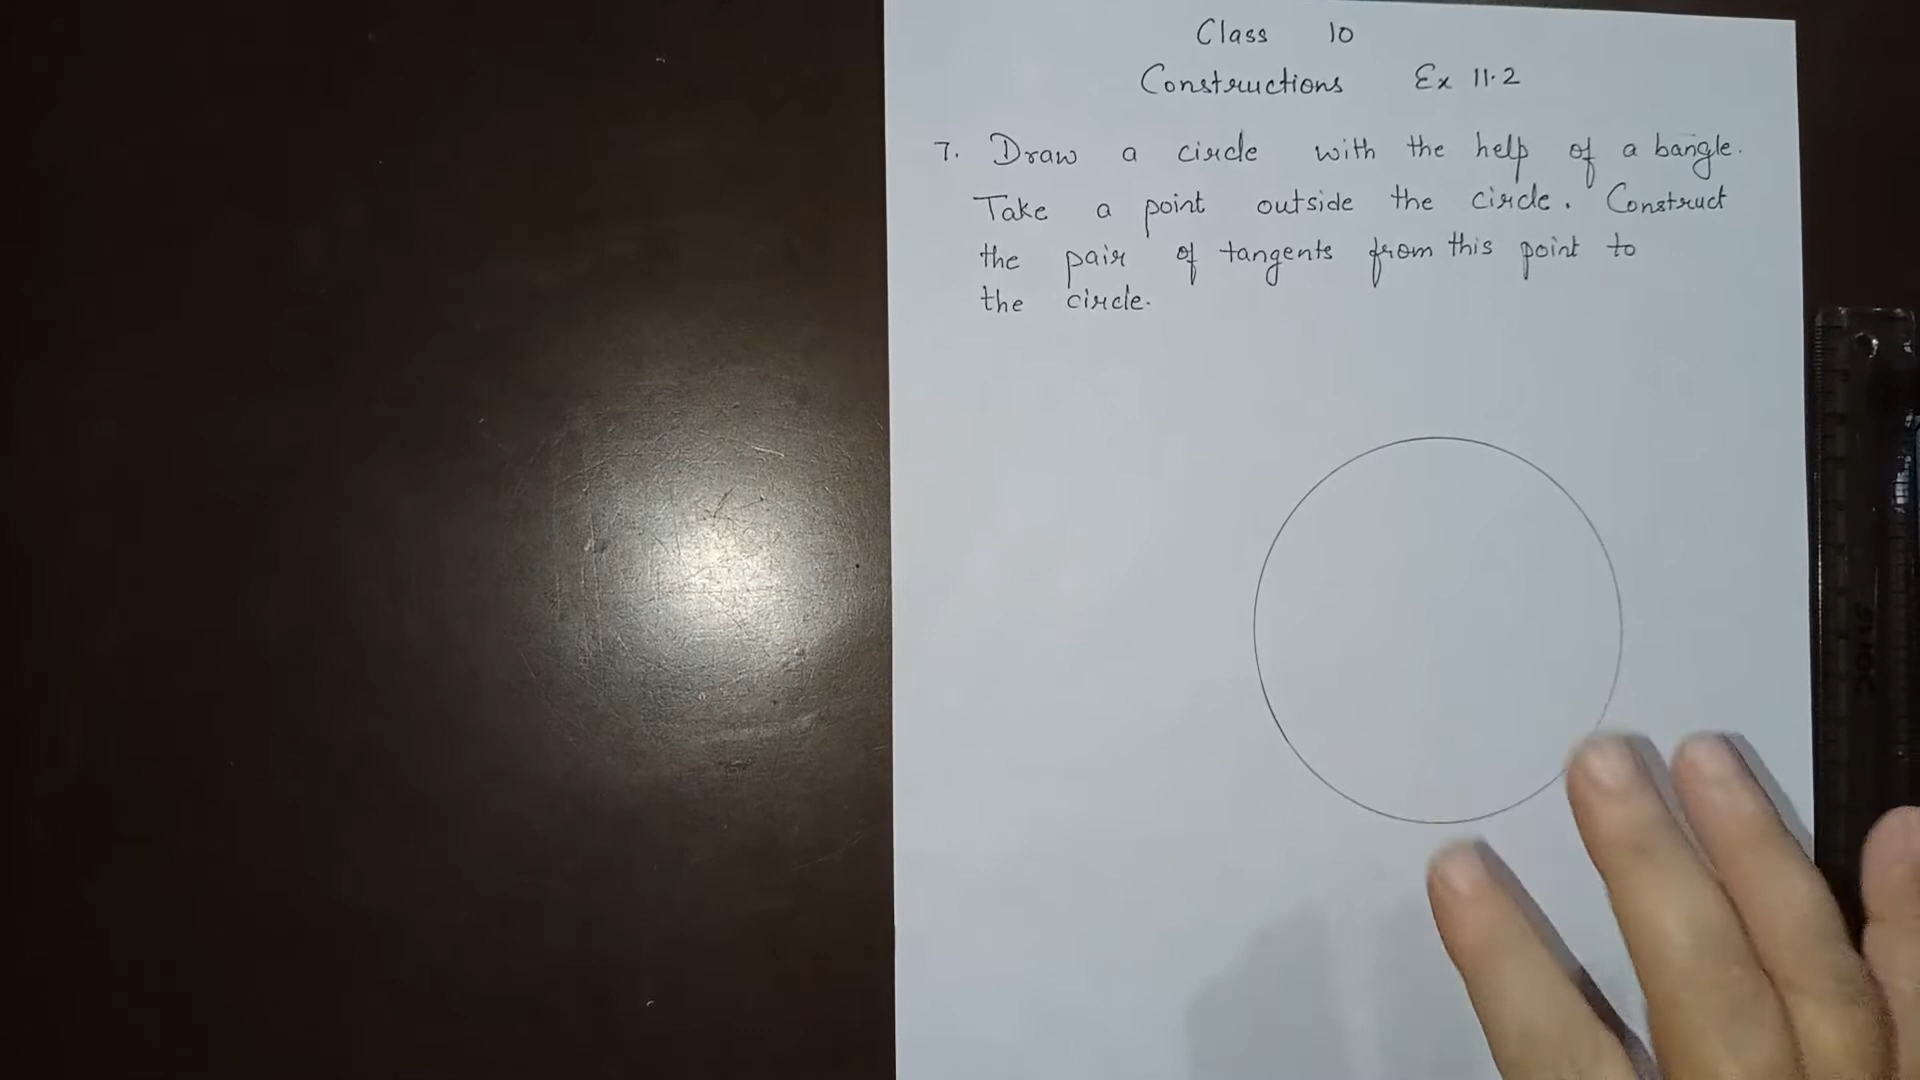 Class 10
Constructions Ex 11.2
7. Draw a circle with the help of a bangle.
Take a point outside the circle. Construct
the pair of tangents from this point to
the circle.